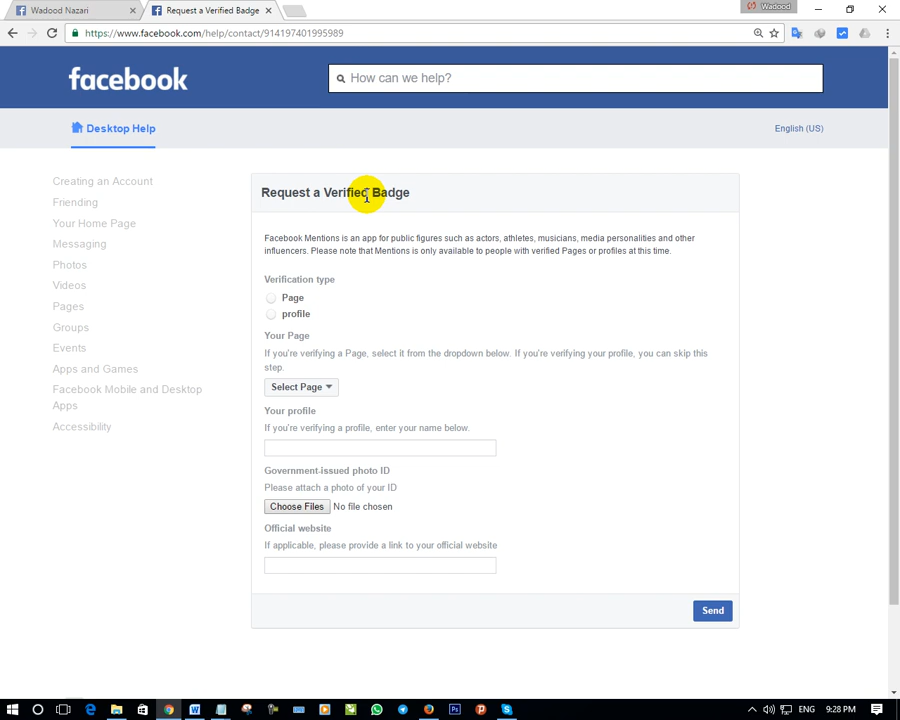 Wadood Nazari
Request a Verified Badge
Wadood
https://www.facebook.com/help/contact/914197401995989
facebook
How can we help?
Desktop Help
English (US)
Creating an Account
Friending
Your Home Page
Messaging
Photos
Videos
Pages
Groups
Events
Apps and Games
Facebook Mobile and Desktop
Apps
Accessibility
Request a Verified Badge
Facebook Mentions is an app for public figures such as actors, athletes, musicians, media personalities and other
influencers. Please note that Mentions is only available to people with verified Pages or profiles at this time.
Verification type
Page
profile
Your Page
If you're verifying a Page, select it from the dropdown below. If you're verifying your profile, you can skip this
step.
Select Page
Your profile
If you're verifying a profile, enter your name below.
Government-issued photo ID
Please attach a photo of your ID
Choose Files No file chosen
Official website
If applicable, please provide a link to your official website
Send
ENG 9:28 PM